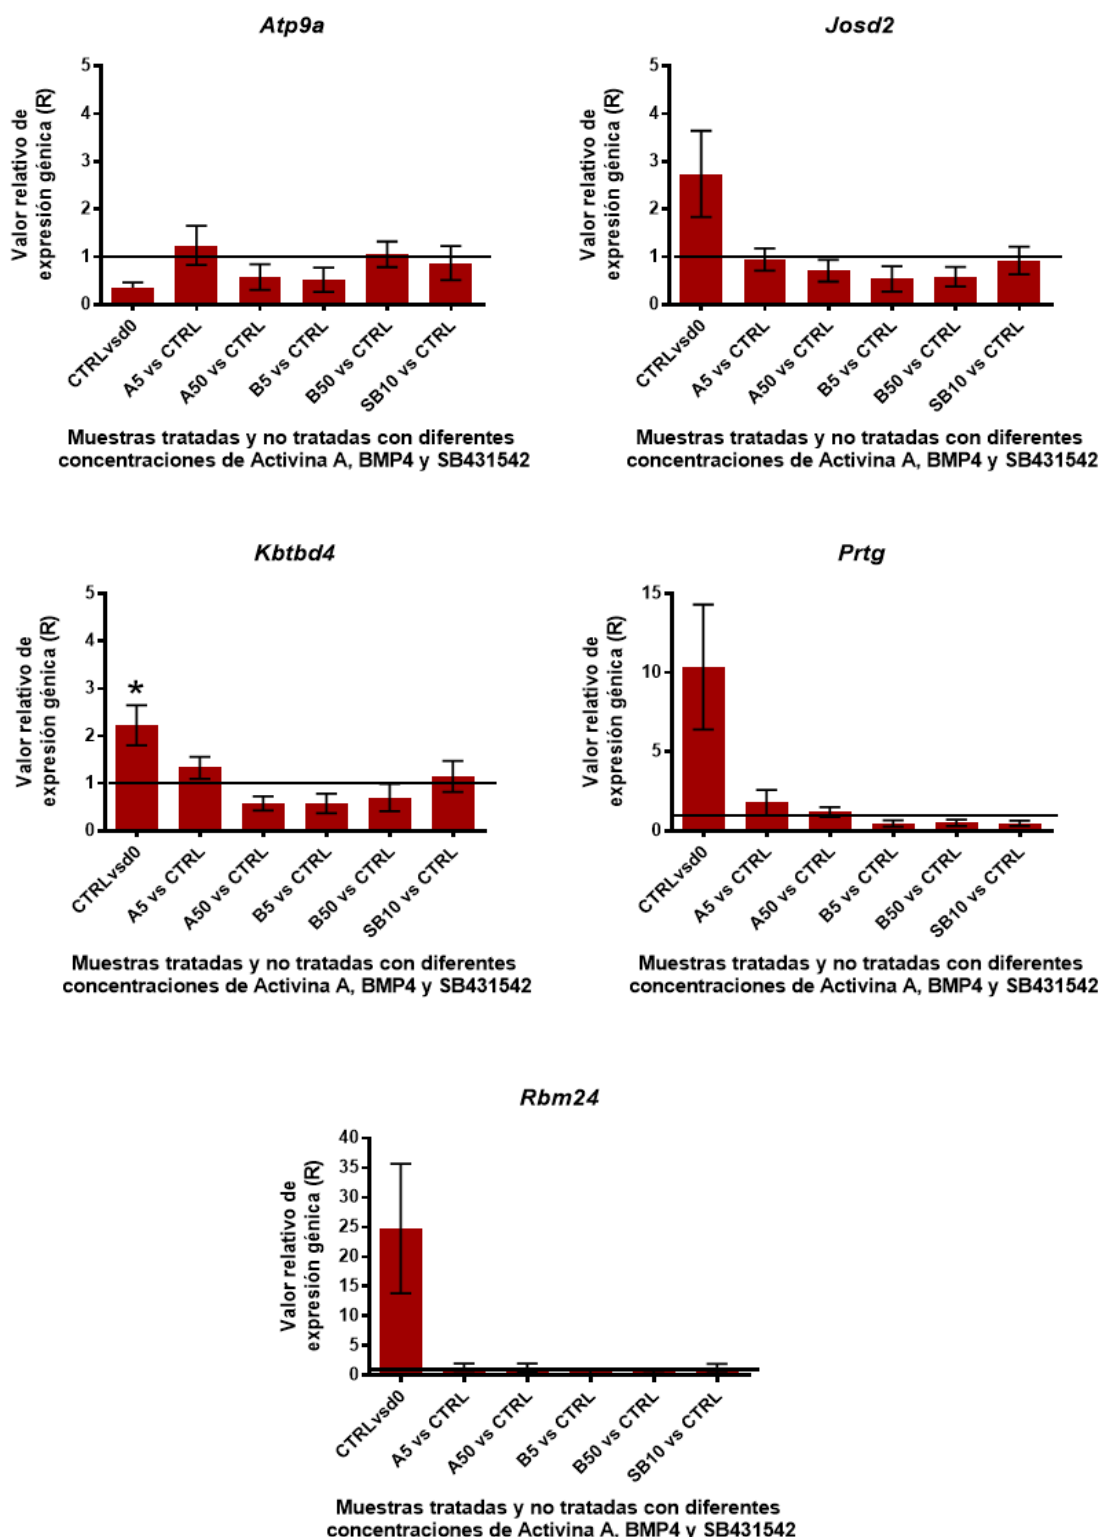 Atp9a
Valor relativo de
expresión génica (R)
5
4
3
2
1
0
CTRLvsd0
A5 vs CTRL
A50 vs CTRL
B5 vs CTRL
B50 vs CTRL
SB10 vs CTRL
Muestras tratadas y no tratadas con diferentes
concentraciones de Activina A, BMP4 y SB431542
Josd2
Valor relativo de
expresión génica (R)
5
4
3
2
1
0
CTRLvsd0
A5 vs CTRL
A50 vs CTRL
B5 vs CTRL
B50 vs CTRL
SB10 vs CTRL
Muestras tratadas y no tratadas con diferentes
concentraciones de Activina A, BMP4 y SB431542
Kbtbd4
Valor relativo de
expresión génica (R)
5
4
3
2
1
0
*
CTRLvsd0
A5 vs CTRL
A50 vs CTRL
B5 vs CTRL
B50 vs CTRL
SB10 vs CTRL
Muestras tratadas y no tratadas con diferentes
concentraciones de Activina A, BMP4 y SB431542
Prtg
Valor relativo de
expresión génica (R)
15
10
5
0
CTRLvsd0
A5 vs CTRL
A50 vs CTRL
B5 vs CTRL
B50 vs CTRL
SB10 vs CTRL
Muestras tratadas y no tratadas con diferentes
concentraciones de Activina A, BMP4 y SB431542
Rbm24
Valor relativo de
expresión génica (R)
40
35
30
25
20
15
10
5
0
CTRLvsd0
A5 vs CTRL
A50 vs CTRL
B5 vs CTRL
B50 vs CTRL
SB10 vs CTRL
Muestras tratadas y no tratadas con diferentes
concentraciones de Activina A, BMP4 y SB431542